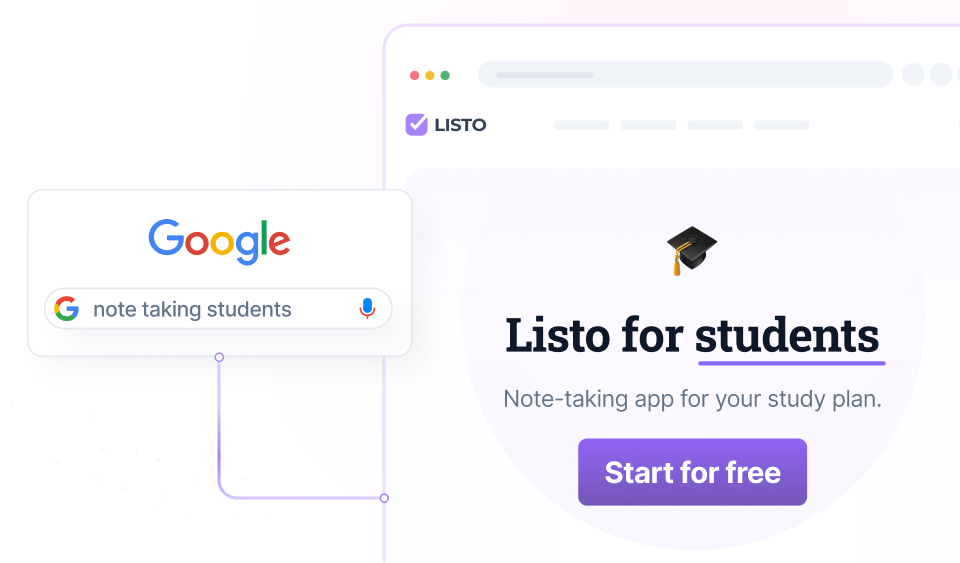 LISTO
Google
note taking students
Listo for students
Note-taking app for your study plan.
Start for free